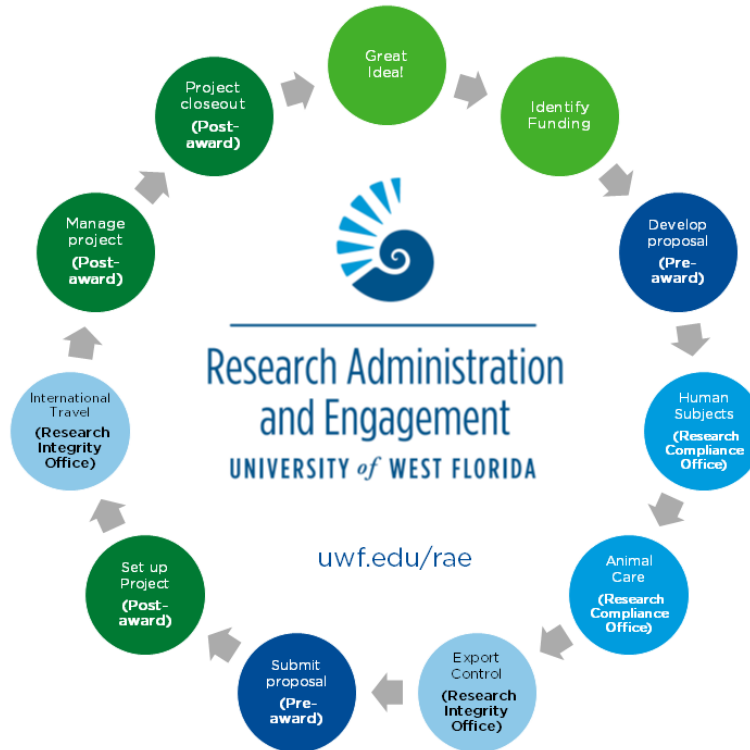 Great
Idea!
Identify
Funding
Develop
proposal
(Pre-
award)
Human
Subjects
(Research
Compliance
Office)
Animal
Care
(Research
Compliance
Office)
Export
Control
(Research
Integrity
Office)
Submit
proposal
(Pre-
award)
Set up
Project
(Post-
award)
International
Travel
(Research
Integrity
Office)
Manage
project
(Post-
award)
Project
closeout
(Post-
award)
Research Administration
and Engagement
UNIVERSITY of WEST FLORIDA
uwf.edu/rae